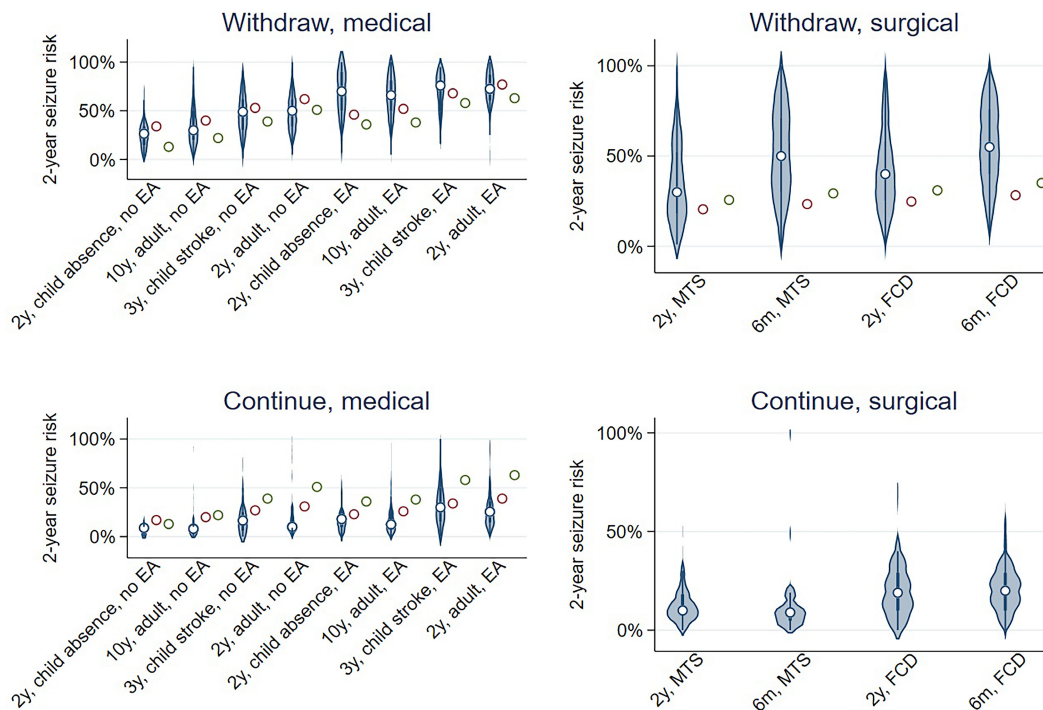 Withdraw, medical
2-year seizure risk
100%
50%
0%
2y, child absence, no EA
10y, adult, no EA
3y, child stroke, no EA
2y, adult, no EA
2y, child absence, EA
10y, adult, EA
3y, child stroke, EA
2y, adult, EA
Withdraw, surgical
2-year seizure risk
100%
50%
0%
2y, MTS
6m, MTS
2y, FCD
6m, FCD
Continue, medical
2-year seizure risk
100%
50%
0%
2y, child absence, no EA
10y, adult, no EA
3y, child stroke, no EA
2y, adult, no EA
2y, child absence, EA
10y, adult, EA
3y, child stroke, EA
2y, adult, EA
Continue, surgical
2-year seizure risk
100%
50%
0%
2y, MTS
6m, MTS
2y, FCD
6m, FCD